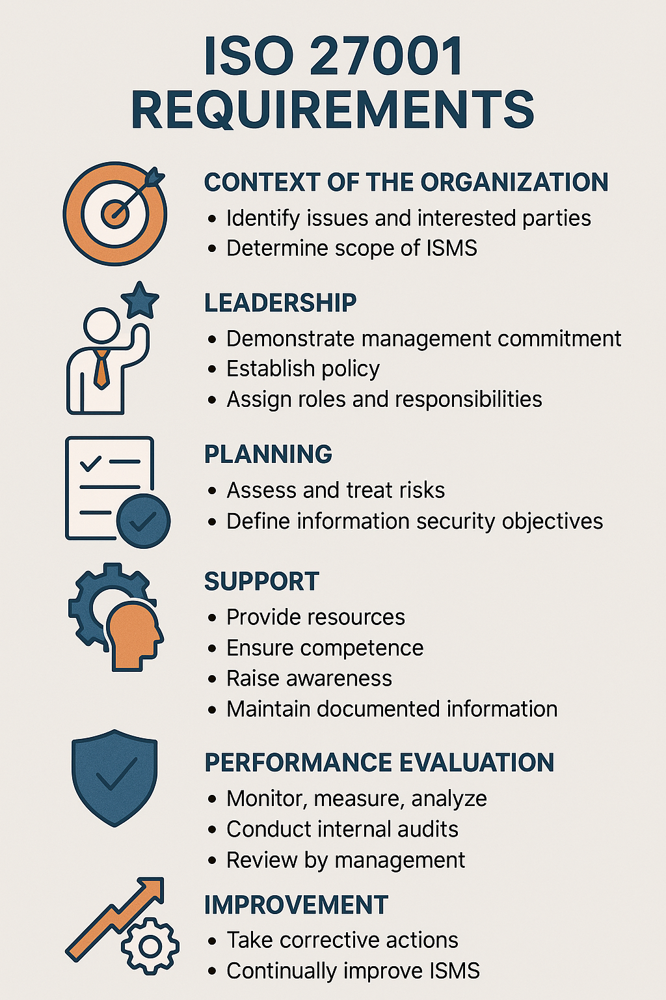 ISO 27001
REQUIREMENTS
CONTEXT OF THE ORGANIZATION
• Identify issues and interested parties
• Determine scope of ISMS
LEADERSHIP
• Demonstrate management commitment
• Establish policy
• Assign roles and responsibilities
PLANNING
• Assess and treat risks
• Define information security objectives
SUPPORT
• Provide resources
• Ensure competence
• Raise awareness
• Maintain documented information
PERFORMANCE EVALUATION
• Monitor, measure, analyze
• Conduct internal audits
• Review by management
IMPROVEMENT
• Take corrective actions
• Continually improve ISMS